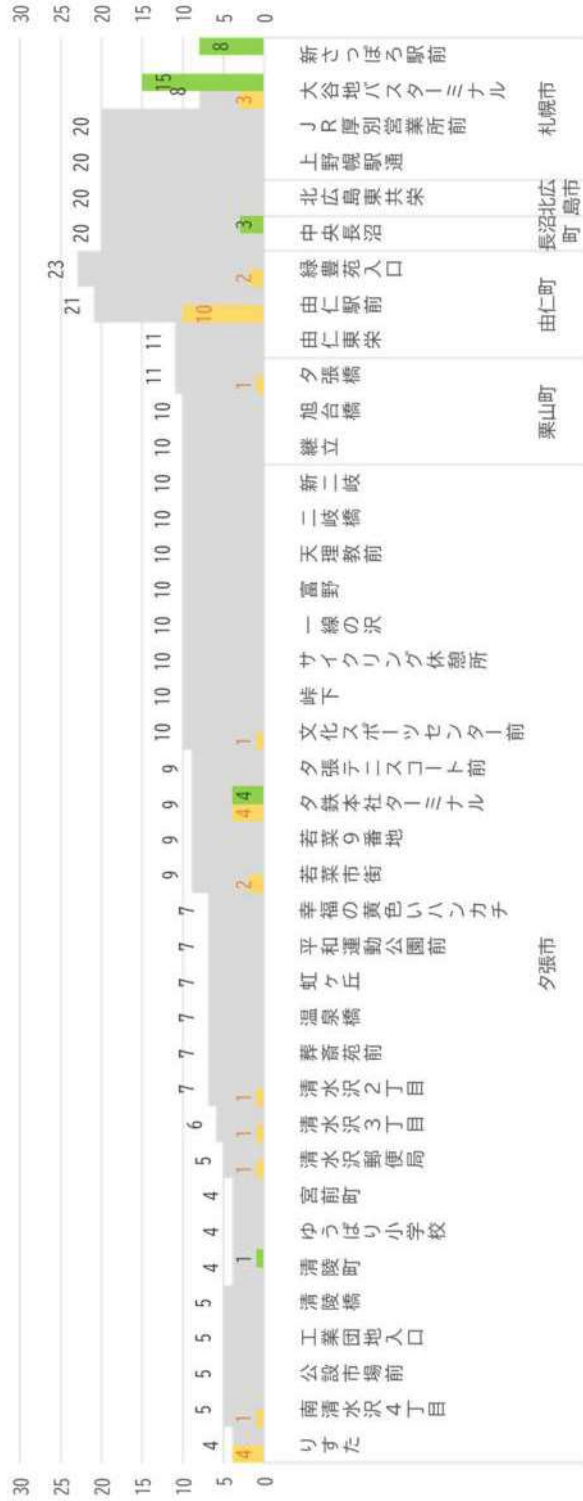 30
25
20
15
10
5
0
4
5
5
5
5
4
4
4
5
6
7
7
7
7
7
7
9
9
9
9
10
10
10
10
10
10
10
10
10
10
11
11
21
23
20
20
20
20
8
4
1
1
1
1
1
2
4
4
1
1
10
2
3
3
15
8
30
25
20
15
10
5
0
りすた
南清水沢4丁目
公設市場前
工業団地入口
清陵橋
清陵町
ゆうばり小学校
宮前町
清水沢郵便局
清水沢3丁目
清水沢2丁目
葬斎苑前
温泉橋
虹ヶ丘
平和運動公園前
幸福の黄色いハンカチ
若菜市街
若菜9番地
夕鉄本社ターミナル
夕張テニスコート前
文化スポーツセンター前
峠下
サイクリング休憩所
一線の沢
富野
天理教前
二岐橋
新二岐
継立
旭台橋
夕張橋
由仁東栄
由仁駅前
緑豊苑入口
中央長沼
北広島東共栄
上野幌駅通
JR厚別営業所前
大谷地バスターミナル
新さっぽろ駅前
夕張市
栗山町
由仁町
長沼町
北広島市
札幌市